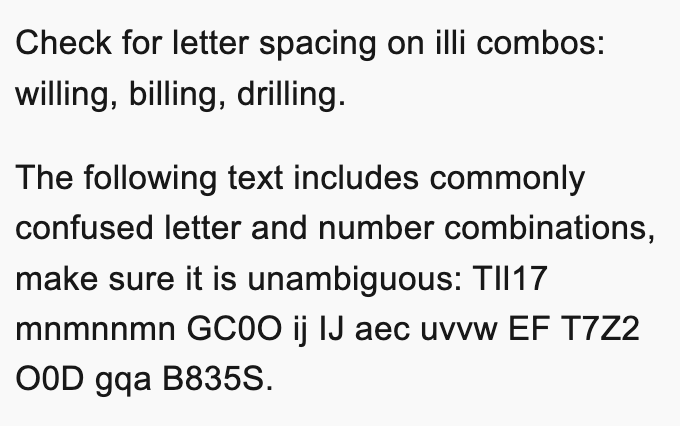 Check for letter spacing on illi combos:
willing, billing, drilling.
The following text includes commonly
confused letter and number combinations,
make sure it is unambiguous: TIl17
mnmnnmn GC0O ij IJ aec uvvw EF T7Z2
O0D gqa B835S.